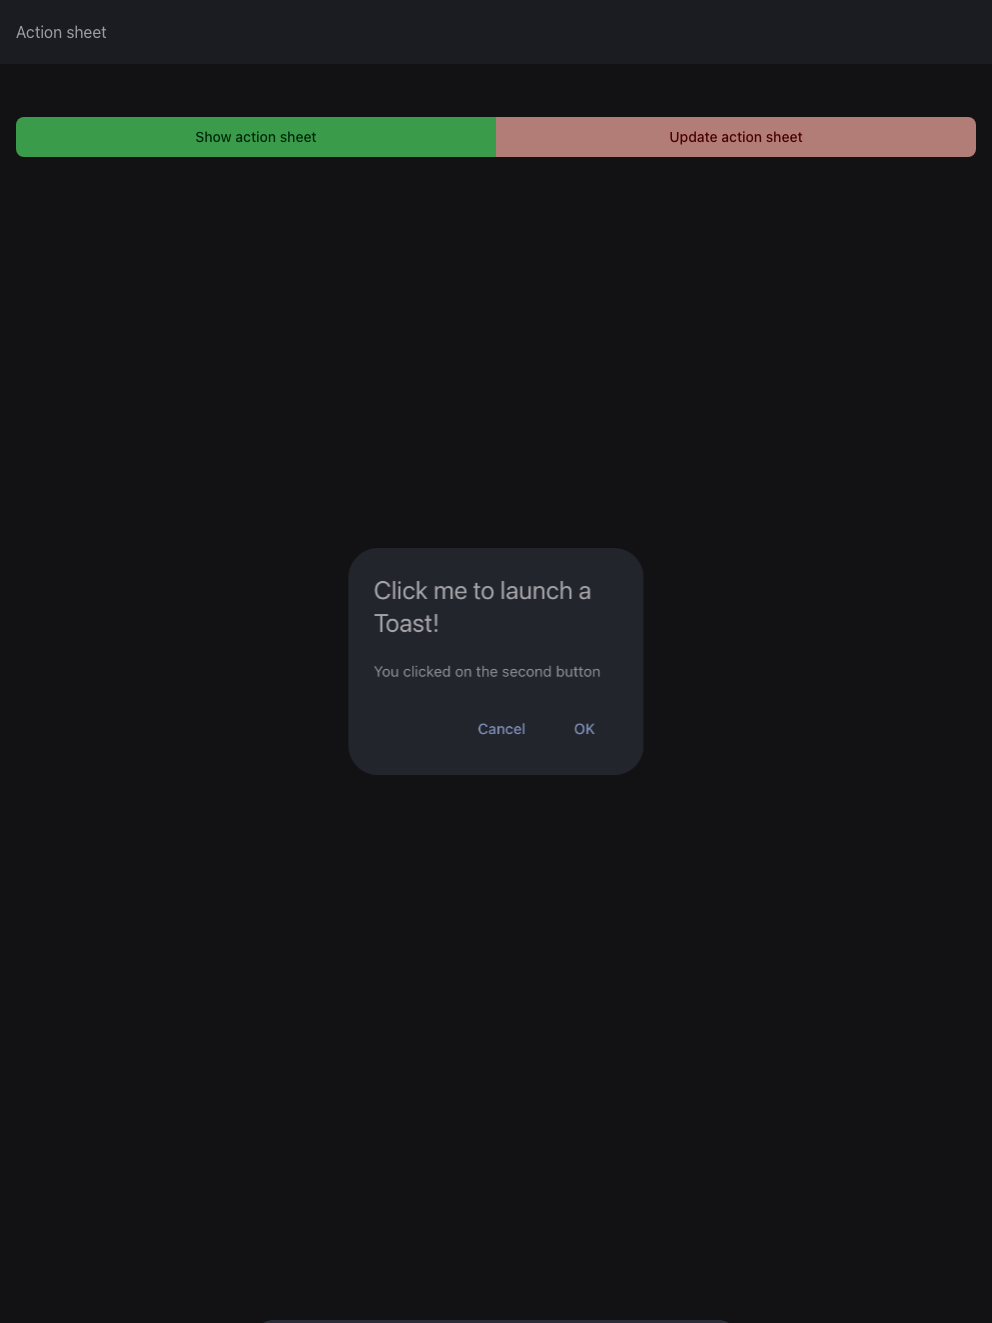 Action sheet
Show action sheet
Update action sheet
Click me to launch a
Toast!
You clicked on the second button
Cancel
OK